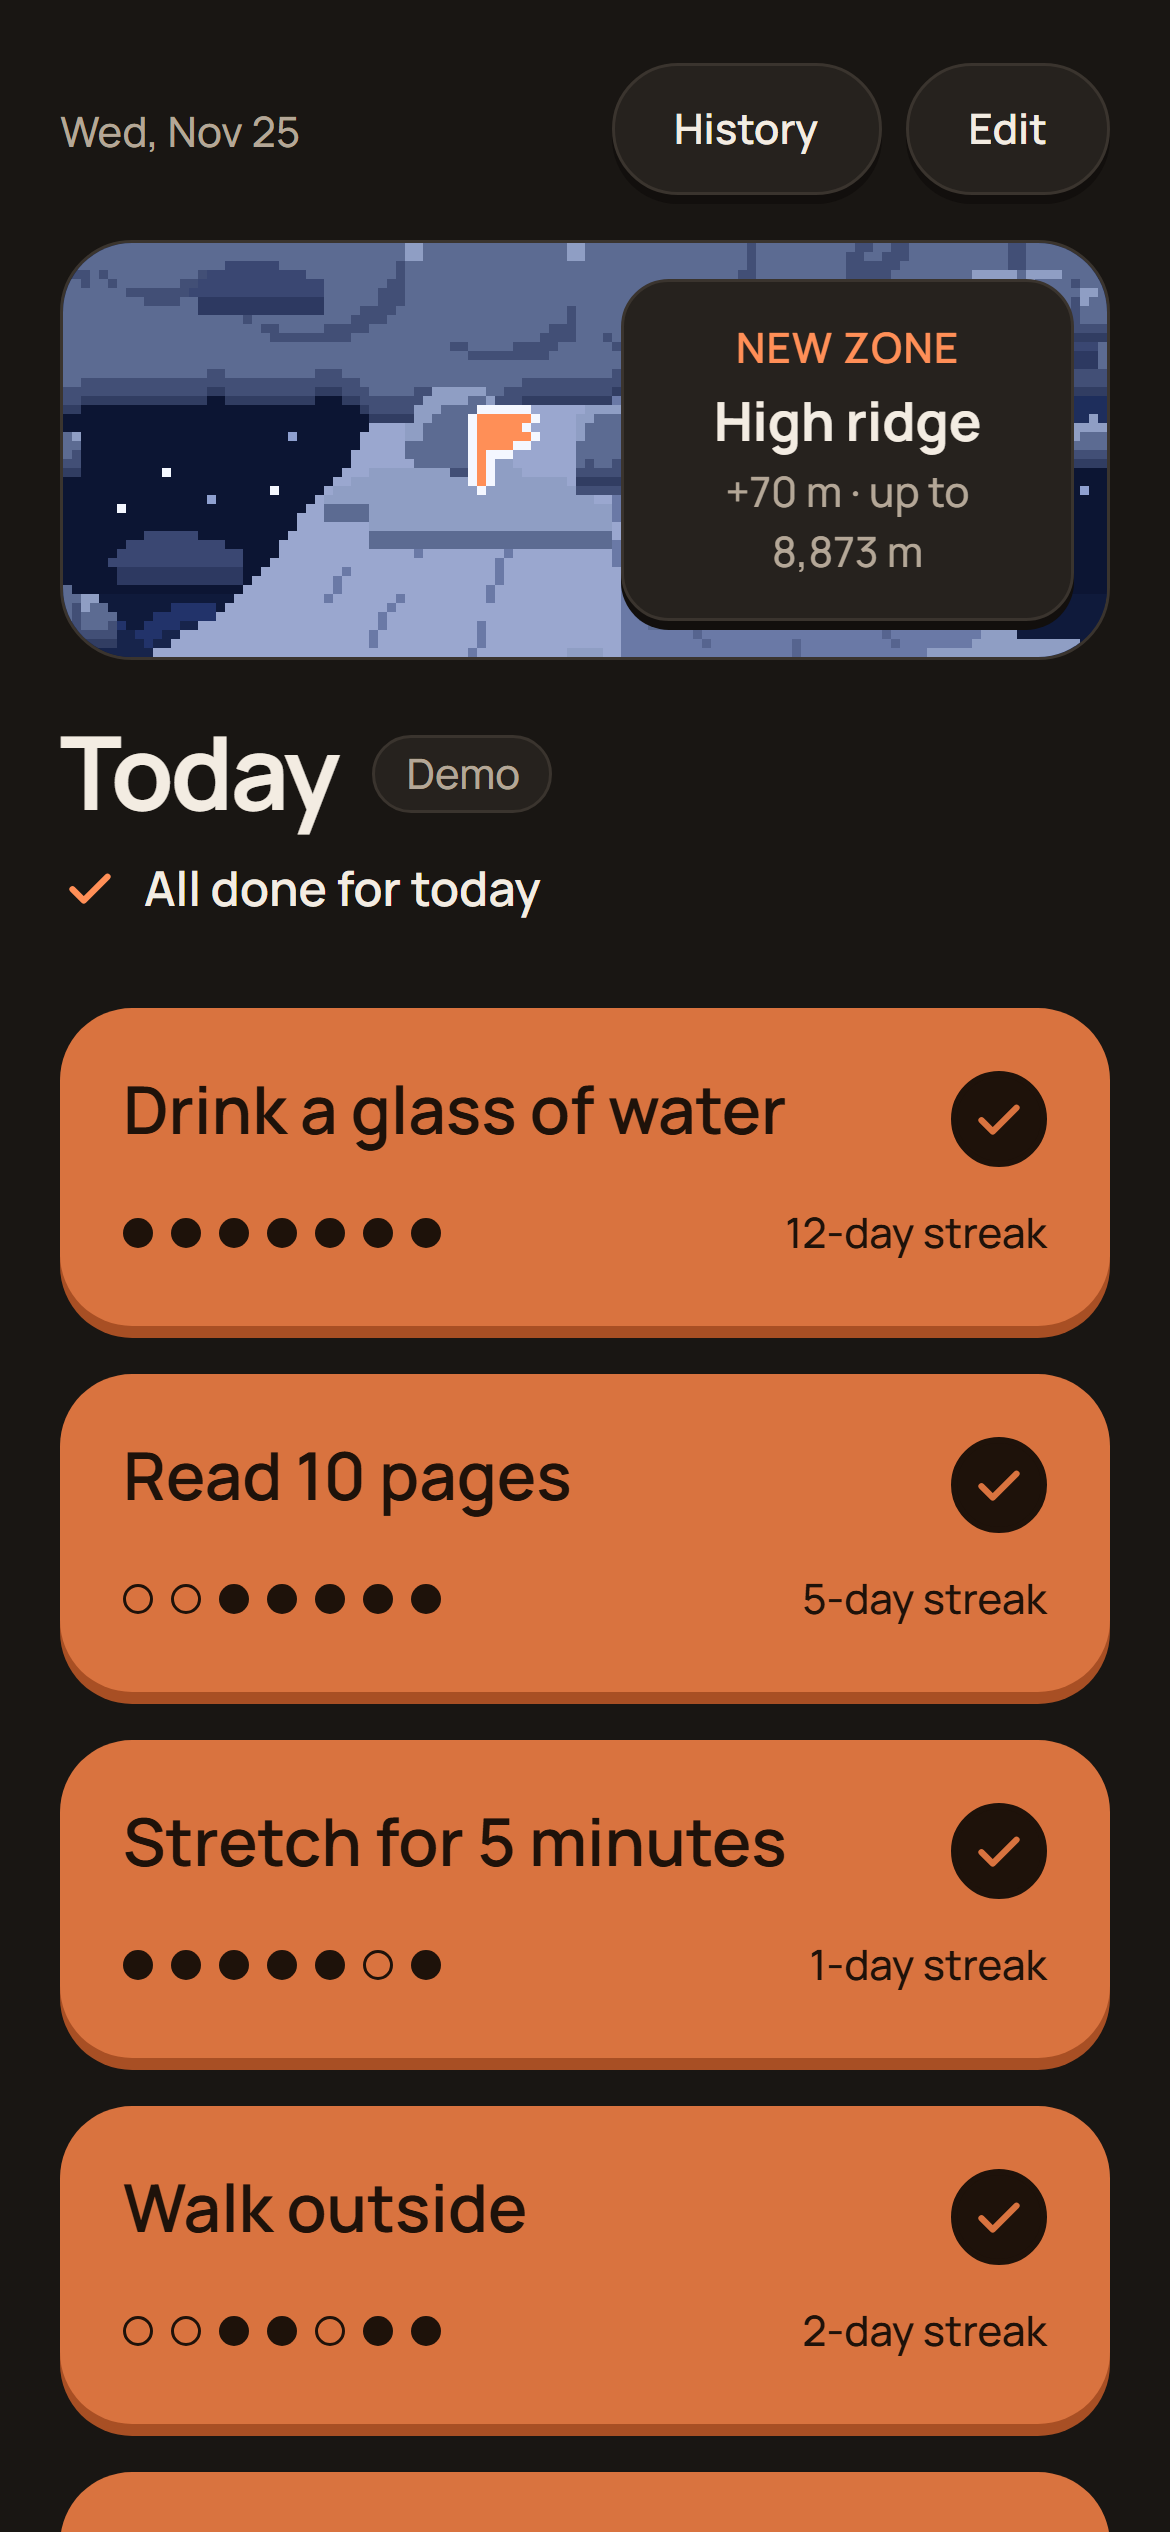 Wed, Nov 25
History
Edit
NEW ZONE
High ridge
+70 m · up to
8,873 m
Today
Demo
All done for today
Drink a glass of water
12-day streak
Read 10 pages
5-day streak
Stretch for 5 minutes
1-day streak
Walk outside
2-day streak